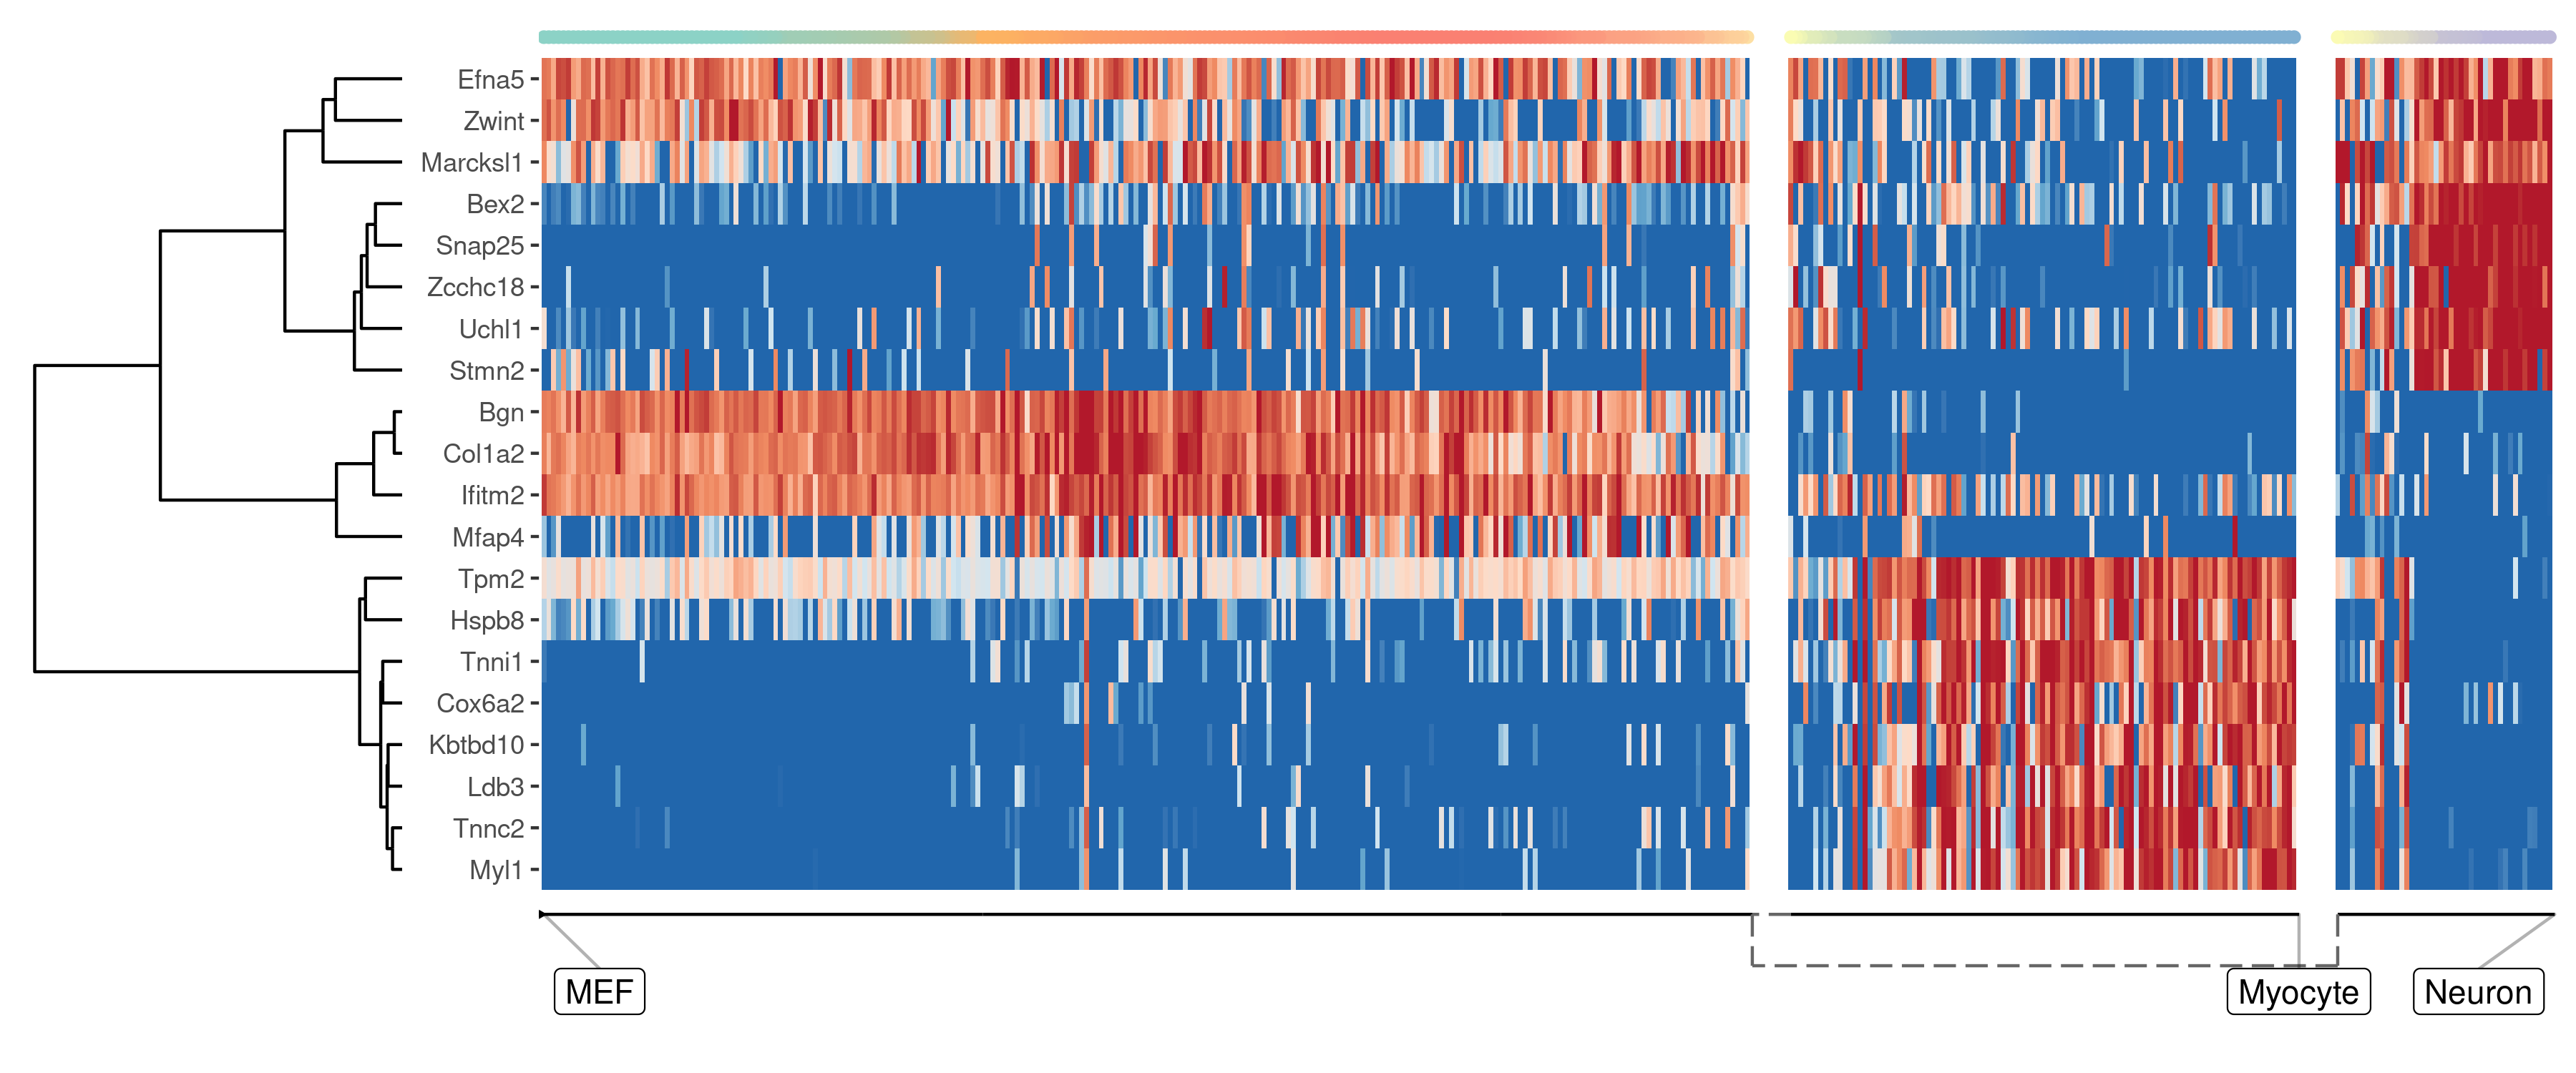 Efna5
Zwint
Marcksl1
Bex2
Snap25
Zcchc18
Uchl1
Stmn2
Bgn
Col1a2
Ifitm2
Mfap4
Tpm2
Hspb8
Tnni1
Cox6a2
Kbtbd10
Ldb3
Tnnc2
Myl1
MEF
Myocyte
Neuron